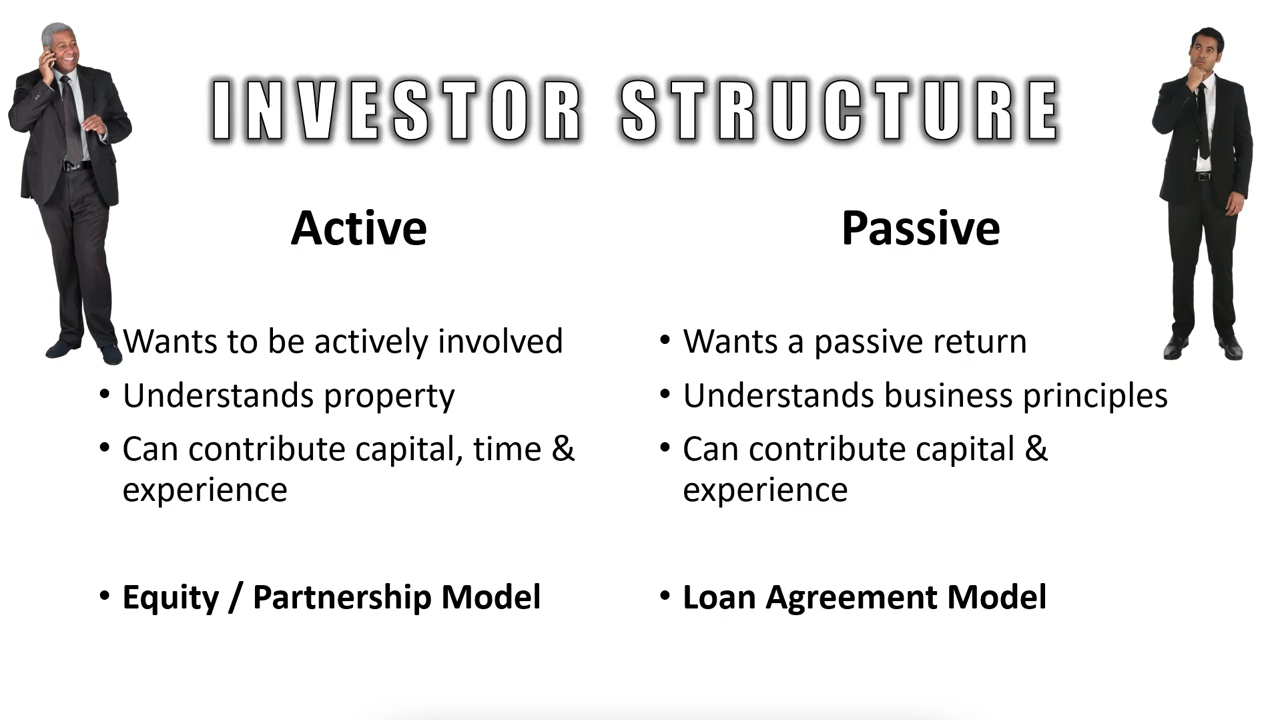 INVESTOR STRUCTURE
Active
Wants to be actively involved
• Understands property
• Can contribute capital, time &
experience
• Equity / Partnership Model
Passive
• Wants a passive return
• Understands business principles
• Can contribute capital &
experience
• Loan Agreement Model